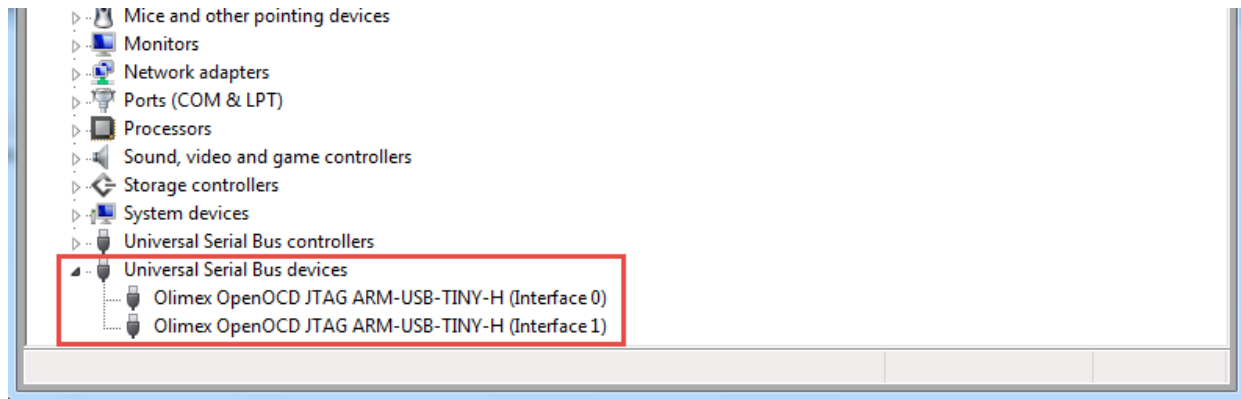 Mice and other pointing devices
Monitors
Network adapters
Ports (COM & LPT)
Processors
Sound, video and game controllers
Storage controllers
System devices
Universal Serial Bus controllers
Universal Serial Bus devices
Olimex OpenOCD JTAG ARM-USB-TINY-H (Interface 0)
Olimex OpenOCD JTAG ARM-USB-TINY-H (Interface 1)